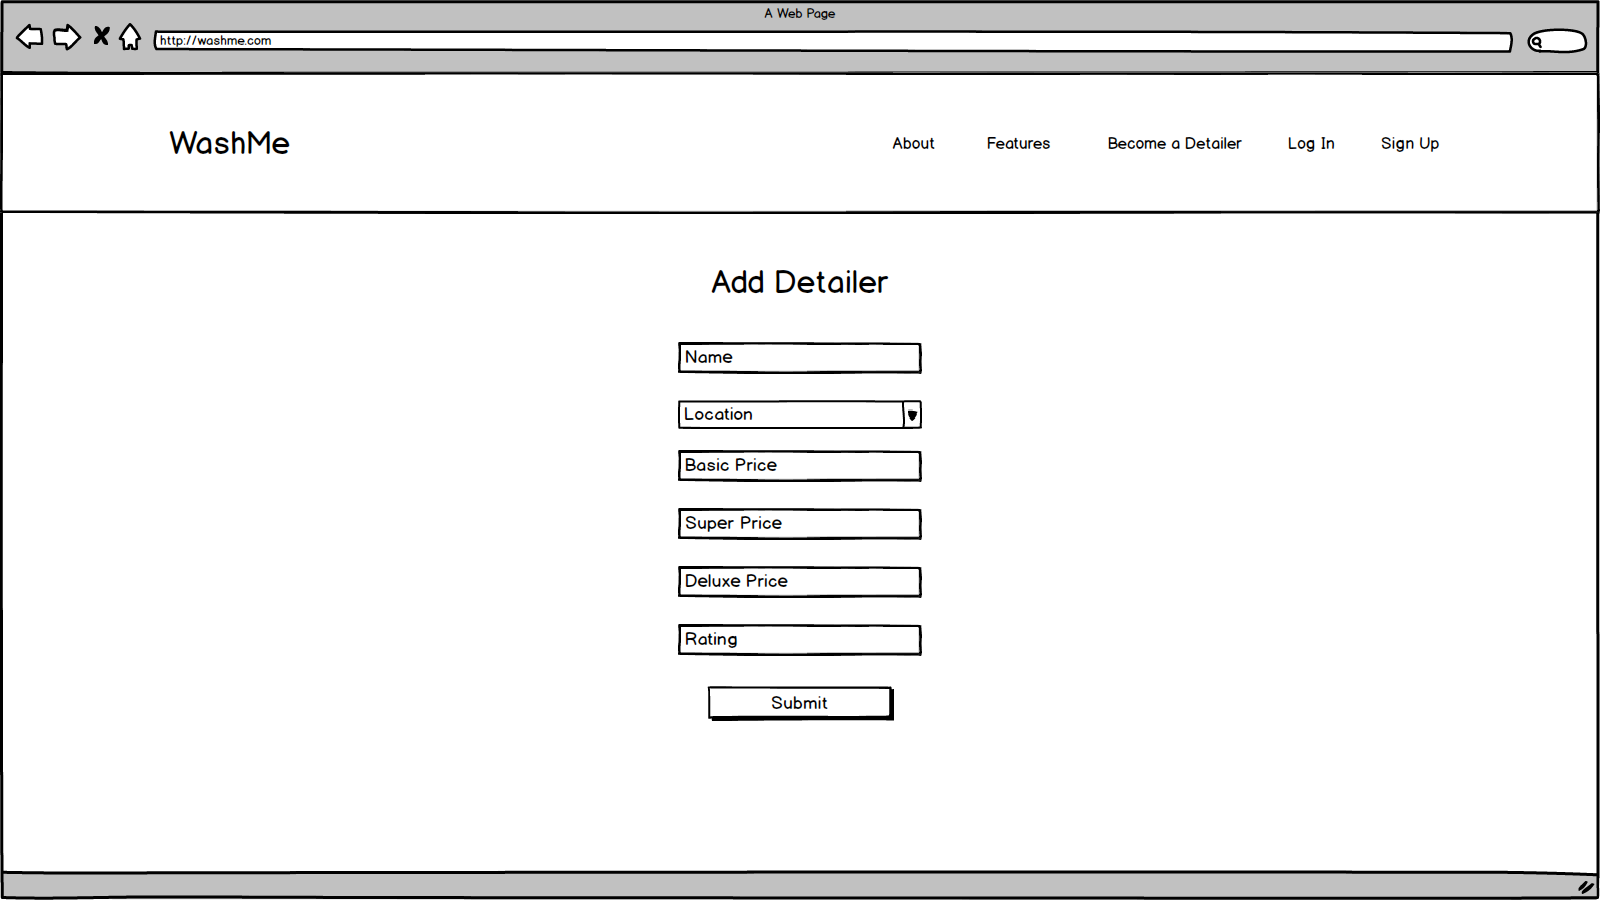 A Web Page
http://washme.com
WashMe
About Features Become a Detailer Log In Sign Up
Add Detailer
Name
Location
Basic Price
Super Price
Deluxe Price
Rating
Submit